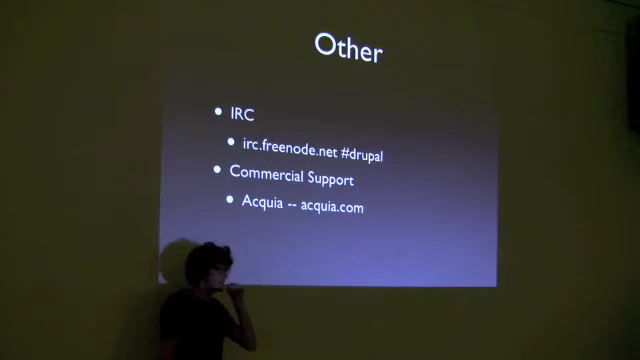 Other
IRC
irc.freenode.net #drupal
Commercial Support
Acquia -- acquia.com